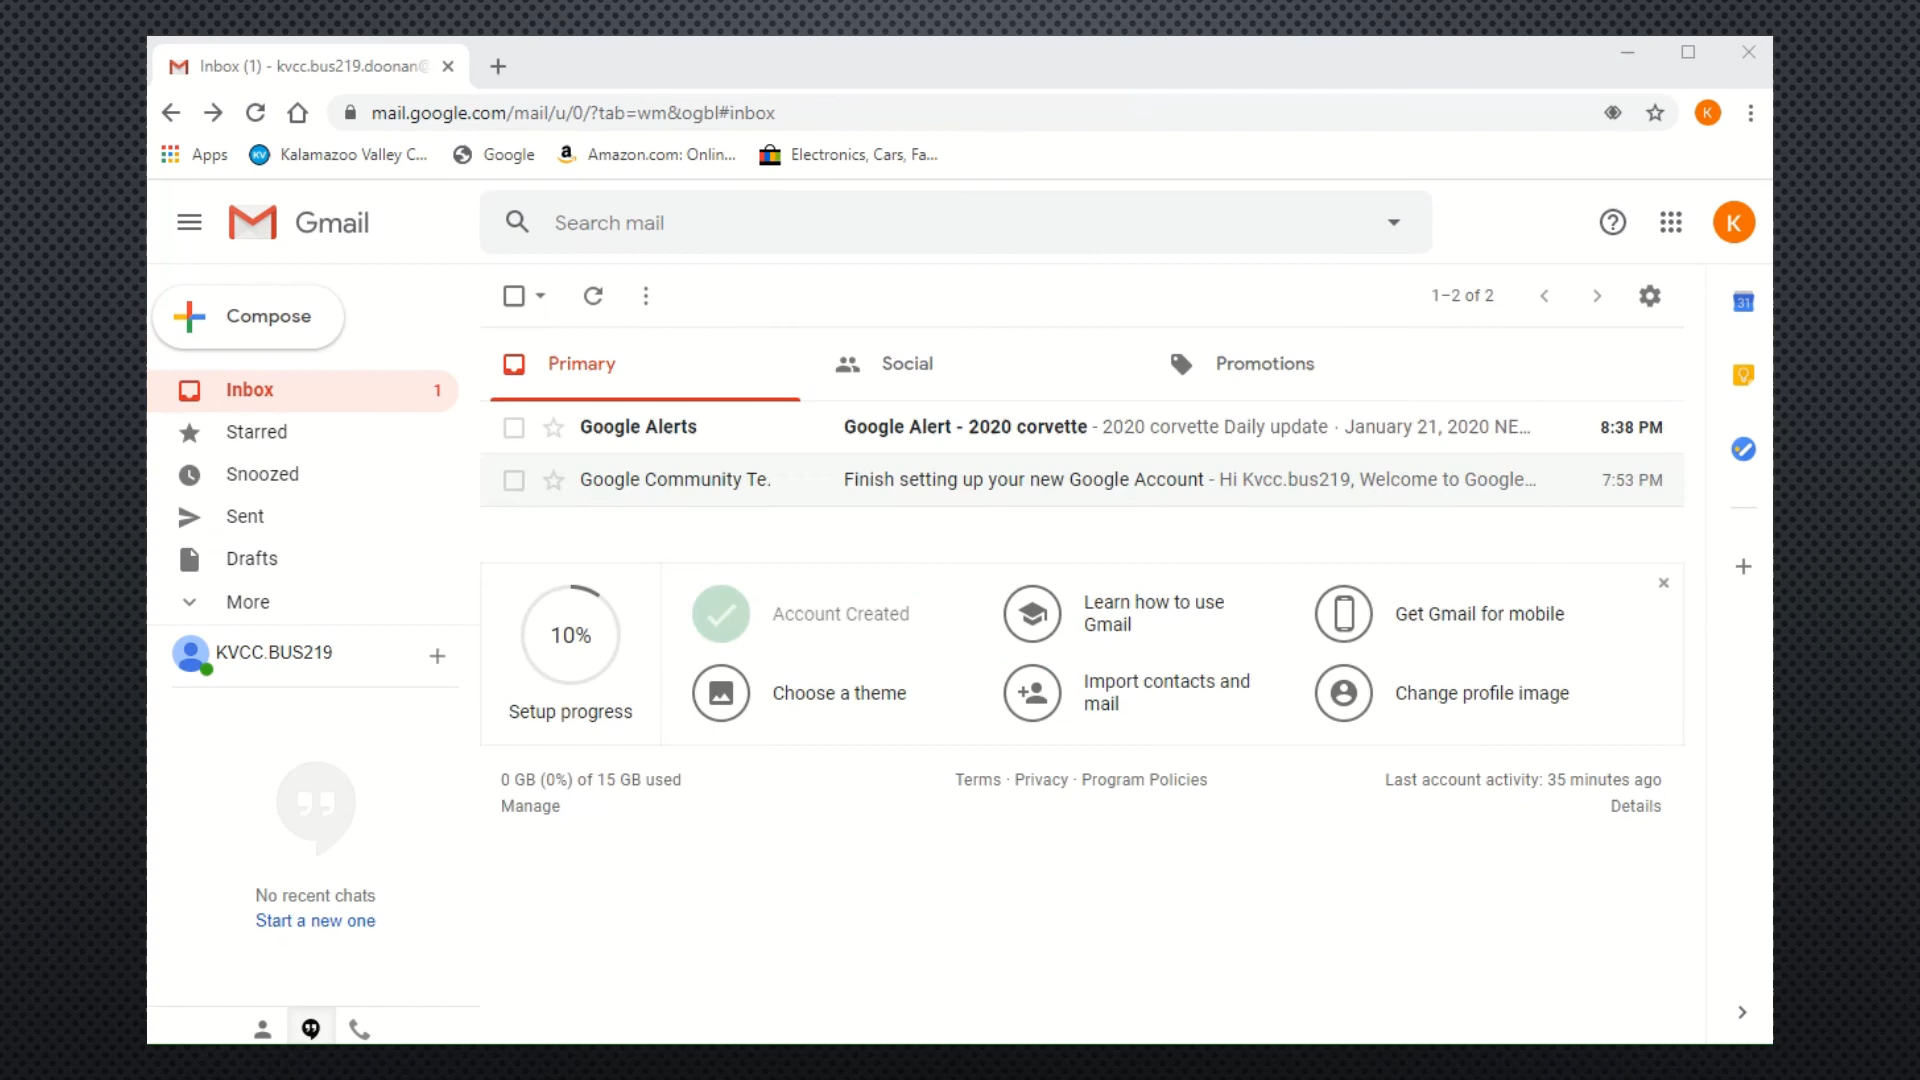 Inbox (1) - kvcc.bus219.doonan@
mail.google.com/mail/u/0/?tab=wm&ogbl#inbox
K
Apps
KV
Kalamazoo Valley C...
Google
a
Amazon.com: Onlin...
Electronics, Cars, Fa...
Gmail
Search mail
K
Compose
1–2 of 2
31
Primary
Social
Promotions
Inbox
1
Starred
Snoozed
Sent
Drafts
More
Google Alerts
Google Alert - 2020 corvette - 2020 corvette Daily update · January 21, 2020 NE...
8:38 PM
Google Community Te.
Finish setting up your new Google Account - Hi Kvcc.bus219, Welcome to Google...
7:53 PM
10%
Setup progress
Account Created
Learn how to use
Gmail
Get Gmail for mobile
Choose a theme
Import contacts and
mail
Change profile image
KVCC.BUS219
0 GB (0%) of 15 GB used
Manage
Terms · Privacy · Program Policies
Last account activity: 35 minutes ago
Details
No recent chats
Start a new one